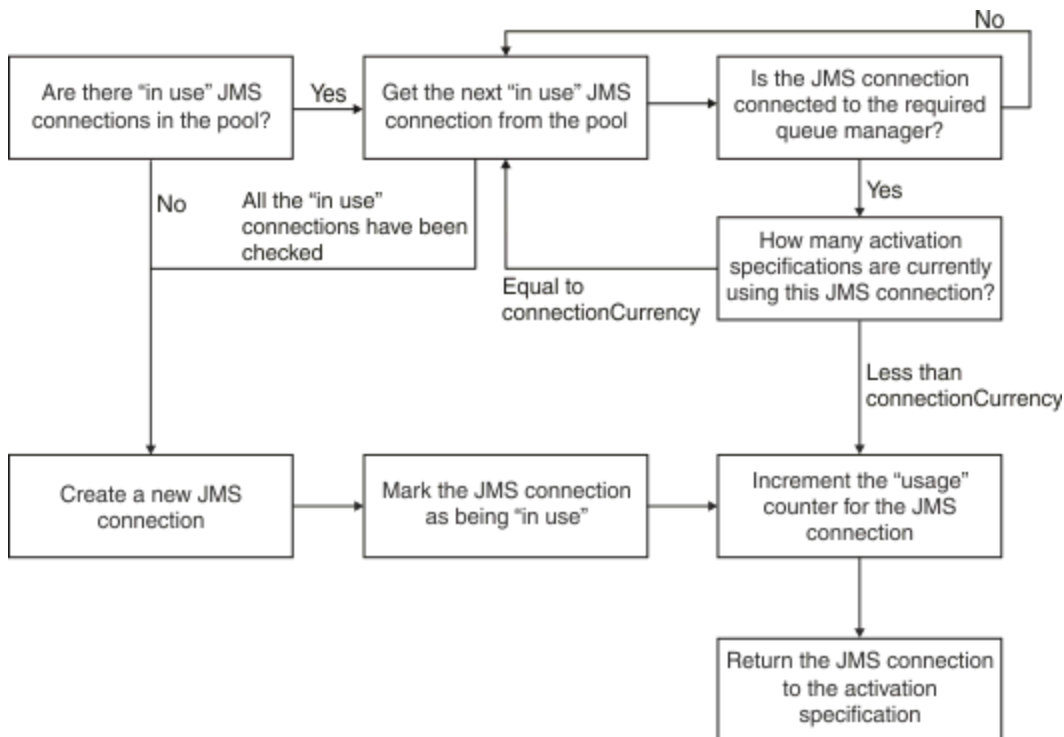 No
Are there “in use” JMS
connections in the pool?
Yes
Get the next “in use” JMS
connection from the pool
Is the JMS connection
connected to the required
queue manager?
No
All the “in use”
connections have been
checked
Yes
How many activation
specifications are currently
using this JMS connection?
Equal to
connectionCurrency
Less than
connectionCurrency
Create a new JMS
connection
Mark the JMS connection
as being “in use”
Increment the “usage”
counter for the JMS
connection
Return the JMS connection
to the activation
specification